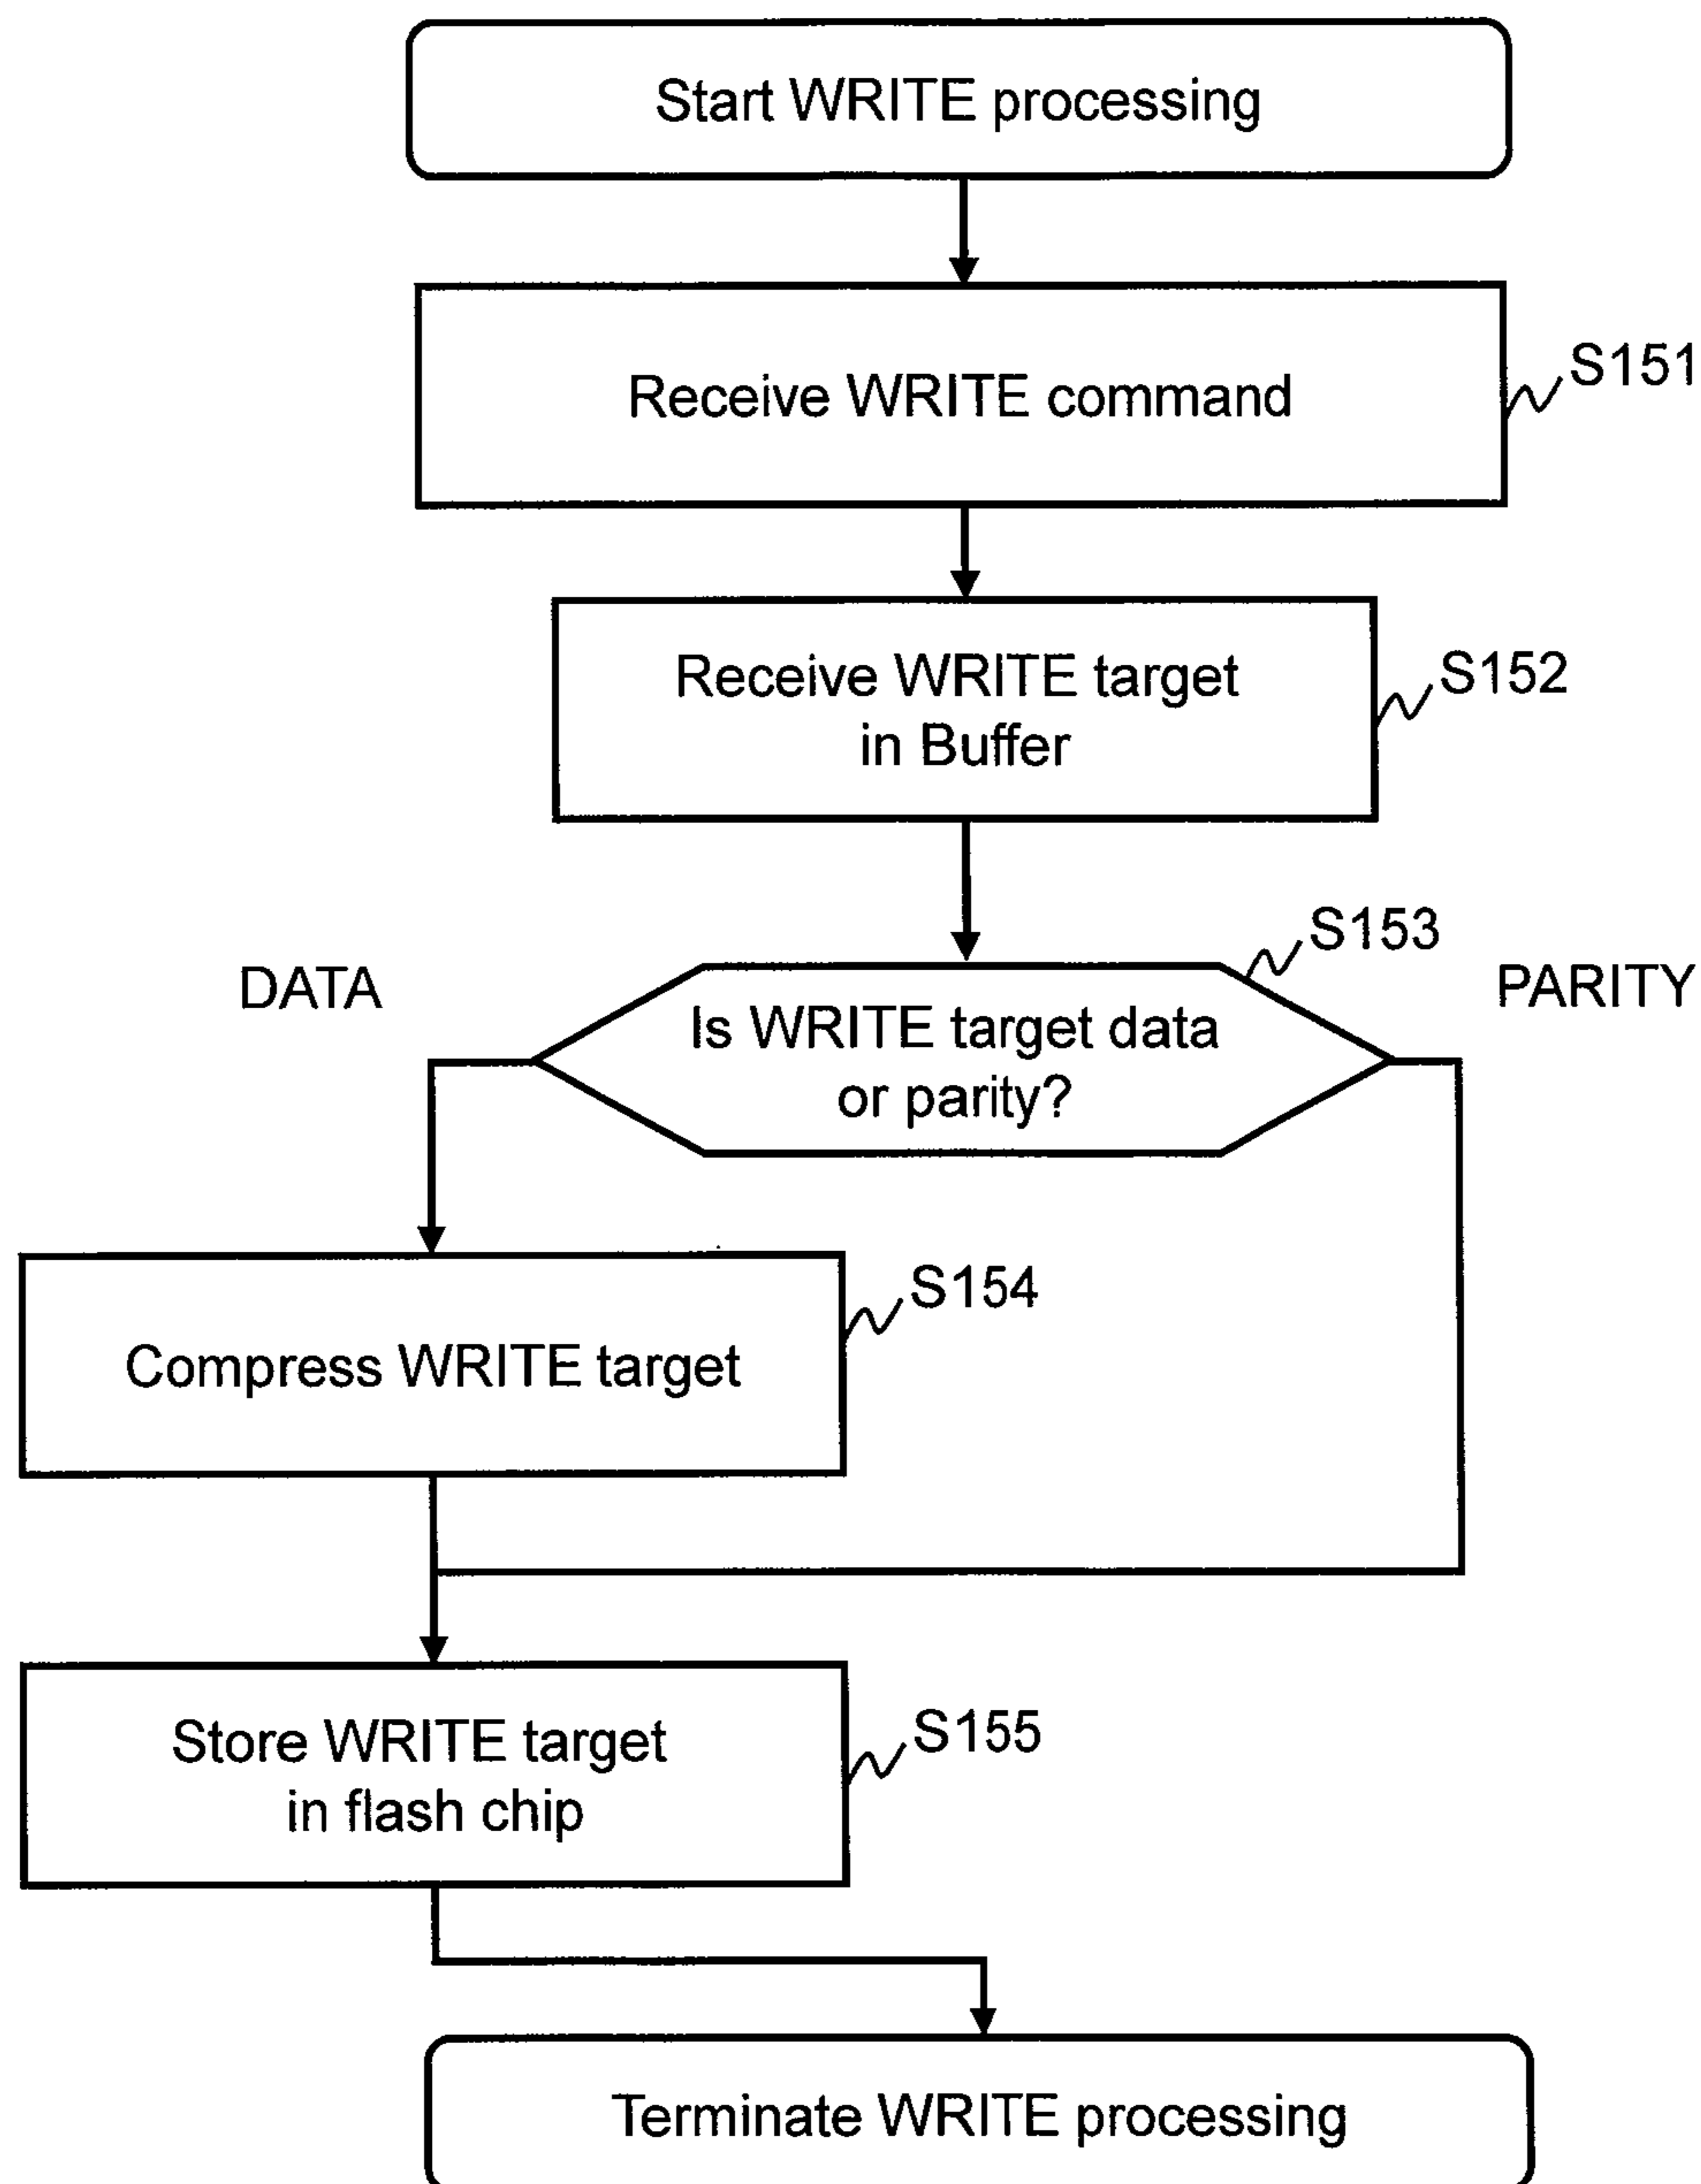 Start WRITE processing
Receive WRITE command
S151
Receive WRITE target
in Buffer
S152
S153
DATA
PARITY
Is WRITE target data
or parity?
S154
Compress WRITE target
Store WRITE target
in flash chip
S155
Terminate WRITE processing